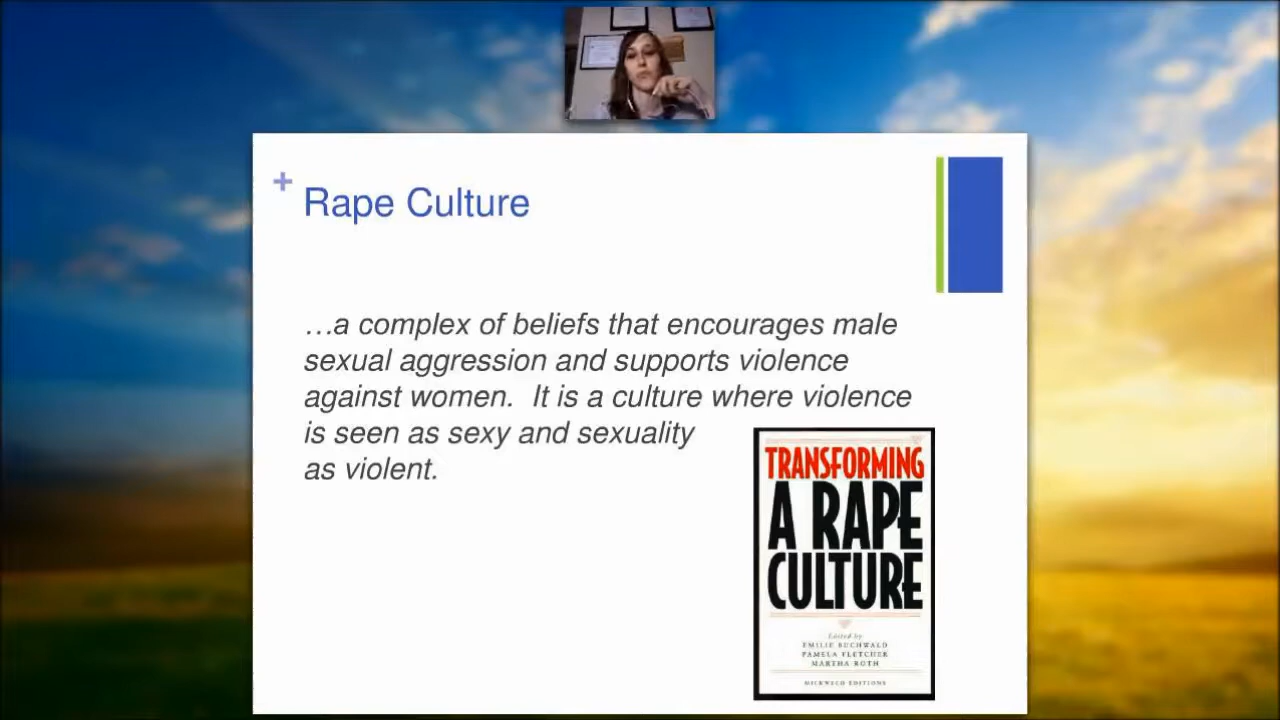 +
Rape Culture
…a complex of beliefs that encourages male
sexual aggression and supports violence
against women. It is a culture where violence
is seen as sexy and sexuality
as violent.
TRANSFORMING
A RAPE
CULTURE
Edited by
EMILIE BUCHWALD
PAMELA FLETCHER
MARTHA ROTH
MILKWEED EDITIONS